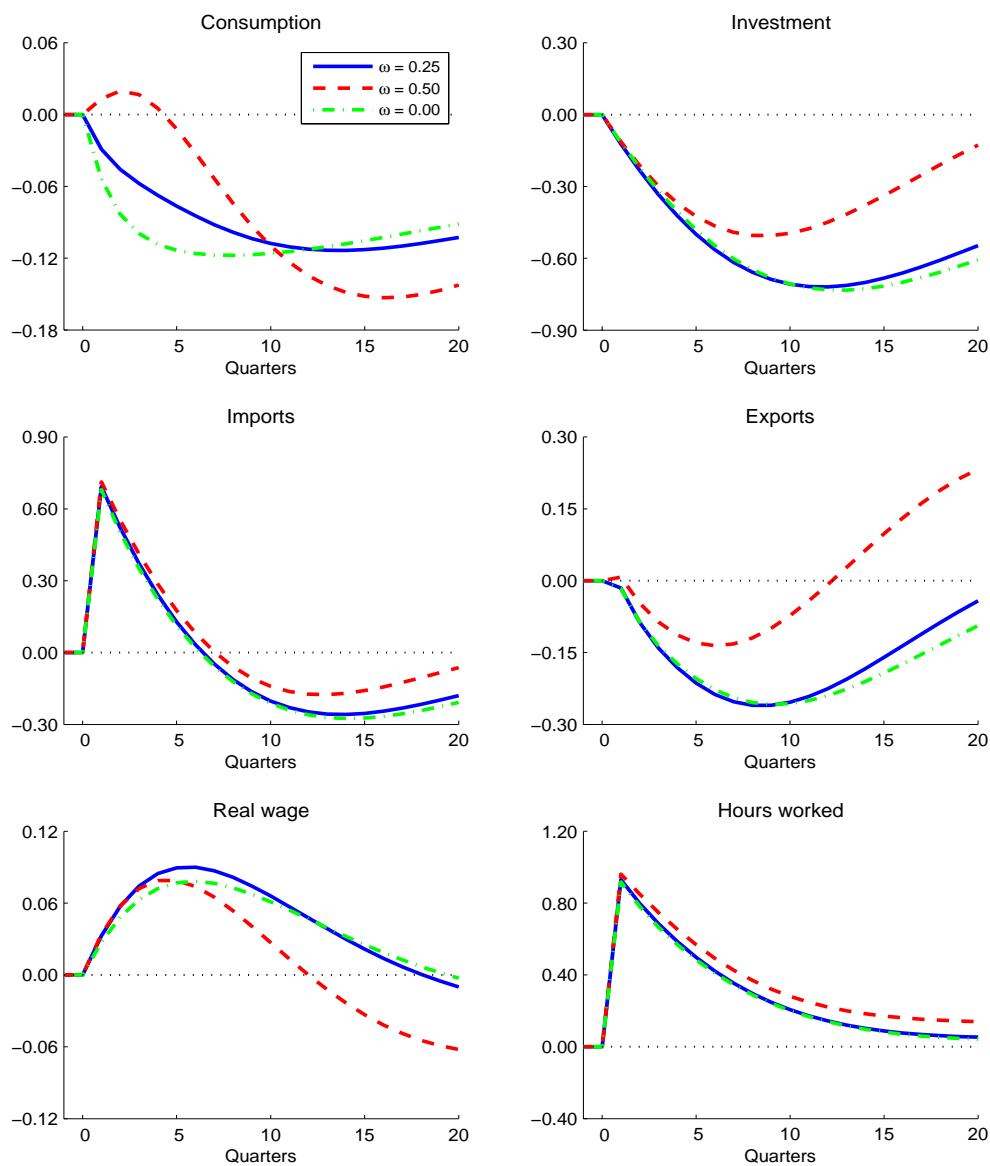 Consumption
Investment
0.06
0.00
−0.06
−0.12
−0.18
ω = 0.25
ω = 0.50
ω = 0.00
0 5 10 15 20
Quarters
0.30
0.00
−0.30
−0.60
−0.90
0 5 10 15 20
Quarters
Imports
Exports
0.90
0.60
0.30
0.00
−0.30
0 5 10 15 20
Quarters
0.30
0.15
0.00
−0.15
−0.30
0 5 10 15 20
Quarters
Real wage
Hours worked
0.12
0.06
0.00
−0.06
−0.12
0 5 10 15 20
Quarters
1.20
0.80
0.40
0.00
−0.40
0 5 10 15 20
Quarters